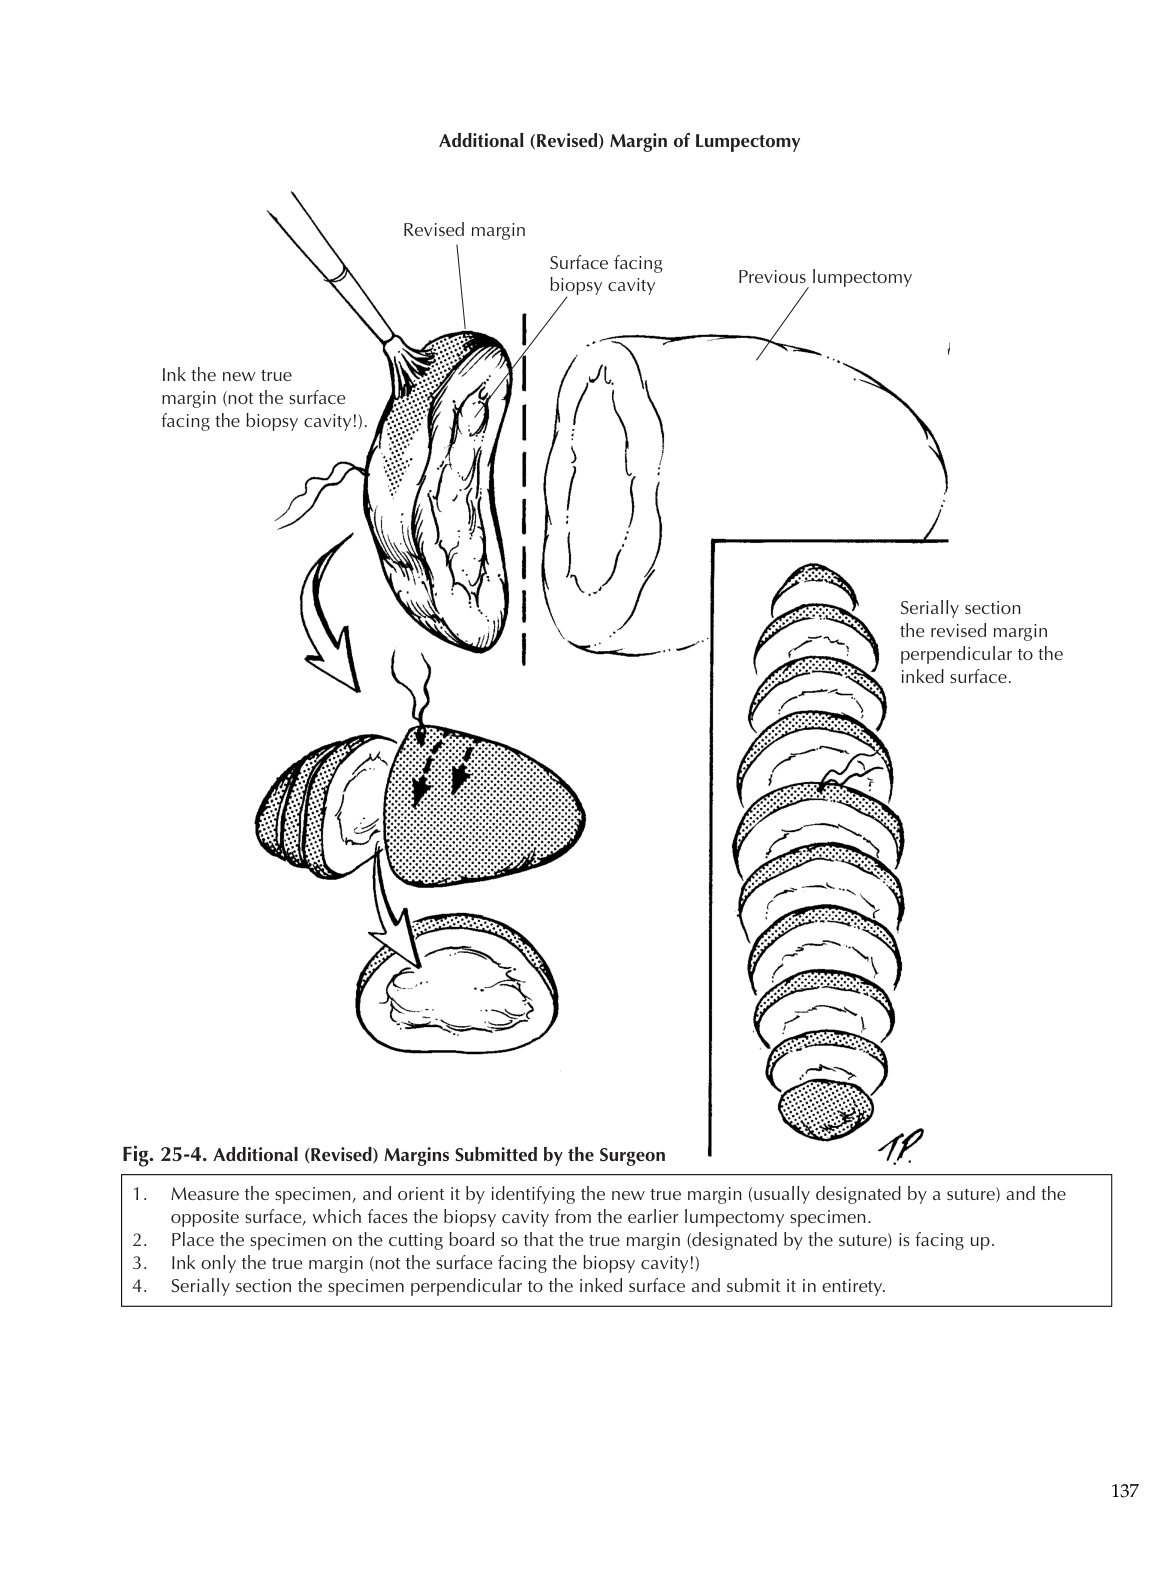 Additional (Revised) Margin of Lumpectomy
Revised margin
Surface facing
biopsy cavity
Previous lumpectomy
Ink the new true
margin (not the surface
facing the biopsy cavity!).
Serially section
the revised margin
perpendicular to the
inked surface.
T.P.
Fig. 25-4. Additional (Revised) Margins Submitted by the Surgeon
1. Measure the specimen, and orient it by identifying the new true margin (usually designated by a suture) and the
opposite surface, which faces the biopsy cavity from the earlier lumpectomy specimen.
2. Place the specimen on the cutting board so that the true margin (designated by the suture) is facing up.
3. Ink only the true margin (not the surface facing the biopsy cavity!)
4. Serially section the specimen perpendicular to the inked surface and submit it in entirety.
137